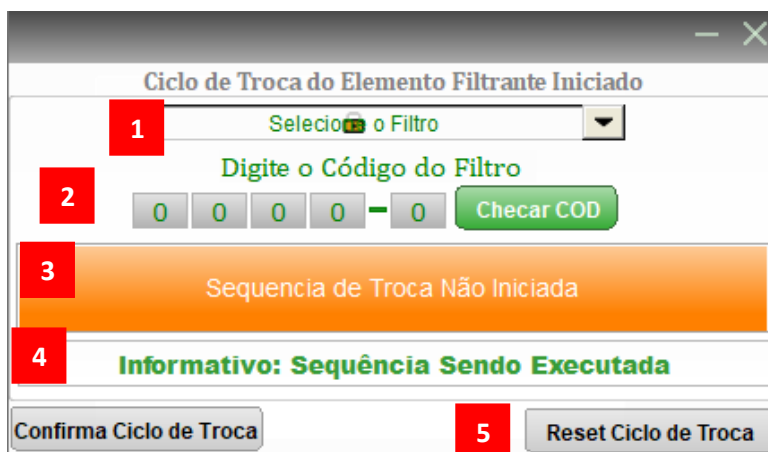 Ciclo de Troca do Elemento Filtrante Iniciado
1 Selecio o Filtro
Digite o Código do Filtro
2 0 0 0 0 - 0 Checar COD
3 Sequencia de Troca Não Iniciada
4 Informativo: Sequência Sendo Executada
Confirma Ciclo de Troca 5 Reset Ciclo de Troca